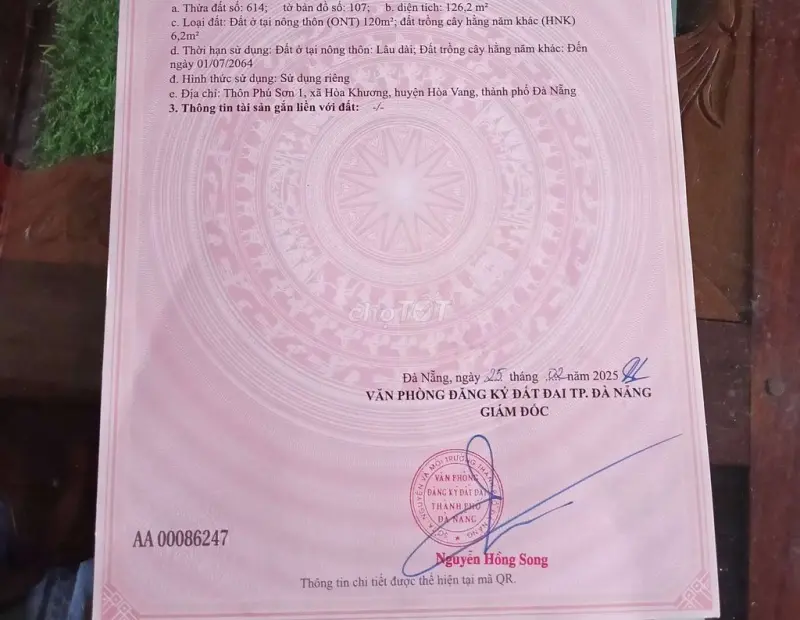 a. Thửa đất số: 614; tờ bản đồ số: 107; b. diện tích: 126,2 m²
c. Loại đất: Đất ở tại nông thôn (ONT) 120m²; đất trồng cây hằng năm khác (HNK)
6,2m²
d. Thời hạn sử dụng: Đất ở tại nông thôn: Lâu dài; Đất trồng cây hằng năm khác: Đến
ngày 01/07/2064
đ. Hình thức sử dụng: Sử dụng riêng
e. Địa chỉ: Thôn Phú Sơn 1, xã Hòa Khương, huyện Hòa Vang, thành phố Đà Nẵng
3. Thông tin tài sản gắn liền với đất: -/-
chợTỐT
Đà Nẵng, ngày 25 tháng 02 năm 2025
VĂN PHÒNG ĐĂNG KÝ ĐẤT ĐAI TP. ĐÀ NẴNG
GIÁM ĐỐC
VĂN PHÒNG
ĐĂNG KÝ ĐẤT ĐAI
THÀNH PHỐ
ĐÀ NẴNG
AA 00086247
Nguyễn Hồng Song
Thông tin chi tiết được thể hiện tại mã QR.